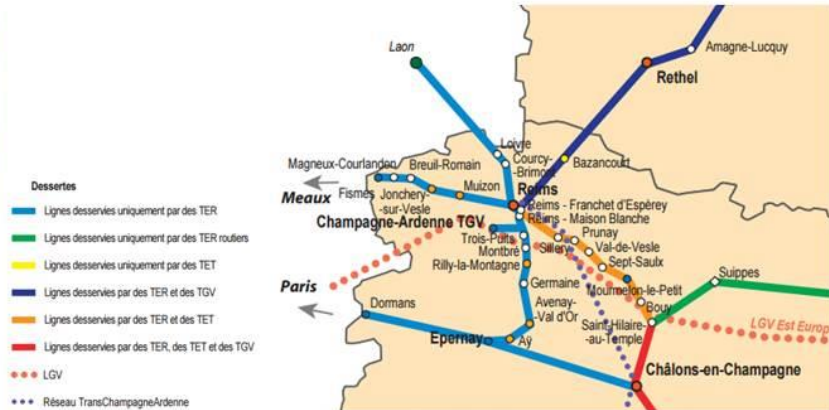 Laon
Amagne-Lucquy
Rethel
Loivre
Courcy-
-Brimont
Bazancourt
Magneux-Courlandon
Breuil-Romain
Meaux
Fismes
Jonchery-
-sur-Vesle
Muizon
Reims
Reims - Franchet d'Espèrey
Reims - Maison Blanche
Champagne-Ardenne TGV
Trois-Puits
Montbré
Rilly-la-Montagne
Sillery
Prunay
Val-de-Vesle
Sept-Saulx
Mourmelon-le-Petit
Bouy
Suippes
Paris
Germaine
Dormans
Avenay-
-Val d'Or
Saint-Hilaire-
-au-Temple
LGV Est Europ
Epernay
Aÿ
Châlons-en-Champagne
Dessertes
Lignes desservies uniquement par des TER
Lignes desservies uniquement par des TER routiers
Lignes desservies uniquement par des TET
Lignes desservies par des TER et des TGV
Lignes desservies par des TER et des TET
Lignes desservies par des TER, des TET et des TGV
LGV
Réseau TransChampagneArdenne